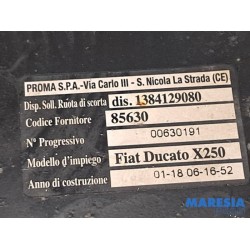 PROMA S.P.A.-Via Carlo III - S. Nicola La Strada (CE)
Disp. Soll. Ruota di scorta dis. 1384129080
Codice Fornitore 85630
N° Progressivo 00630191
Modello d'impiego Fiat Ducato X250
Anno di costruzione 01-18 06-16-52
MARESIA